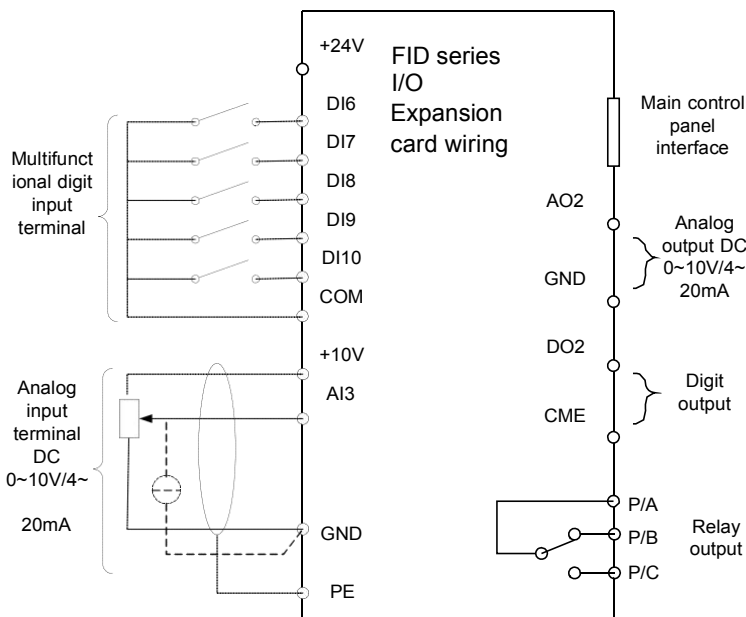 +24V
FID series
I/O
Expansion
card wiring
DI6
DI7
DI8
DI9
DI10
COM
Multifunct
ional digit
input
terminal
+10V
AI3
GND
PE
Analog
input
terminal
DC
0~10V/4~
20mA
Main control
panel
interface
AO2
GND
Analog
output DC
0~10V/4~
20mA
DO2
CME
Digit
output
P/A
P/B
P/C
Relay
output